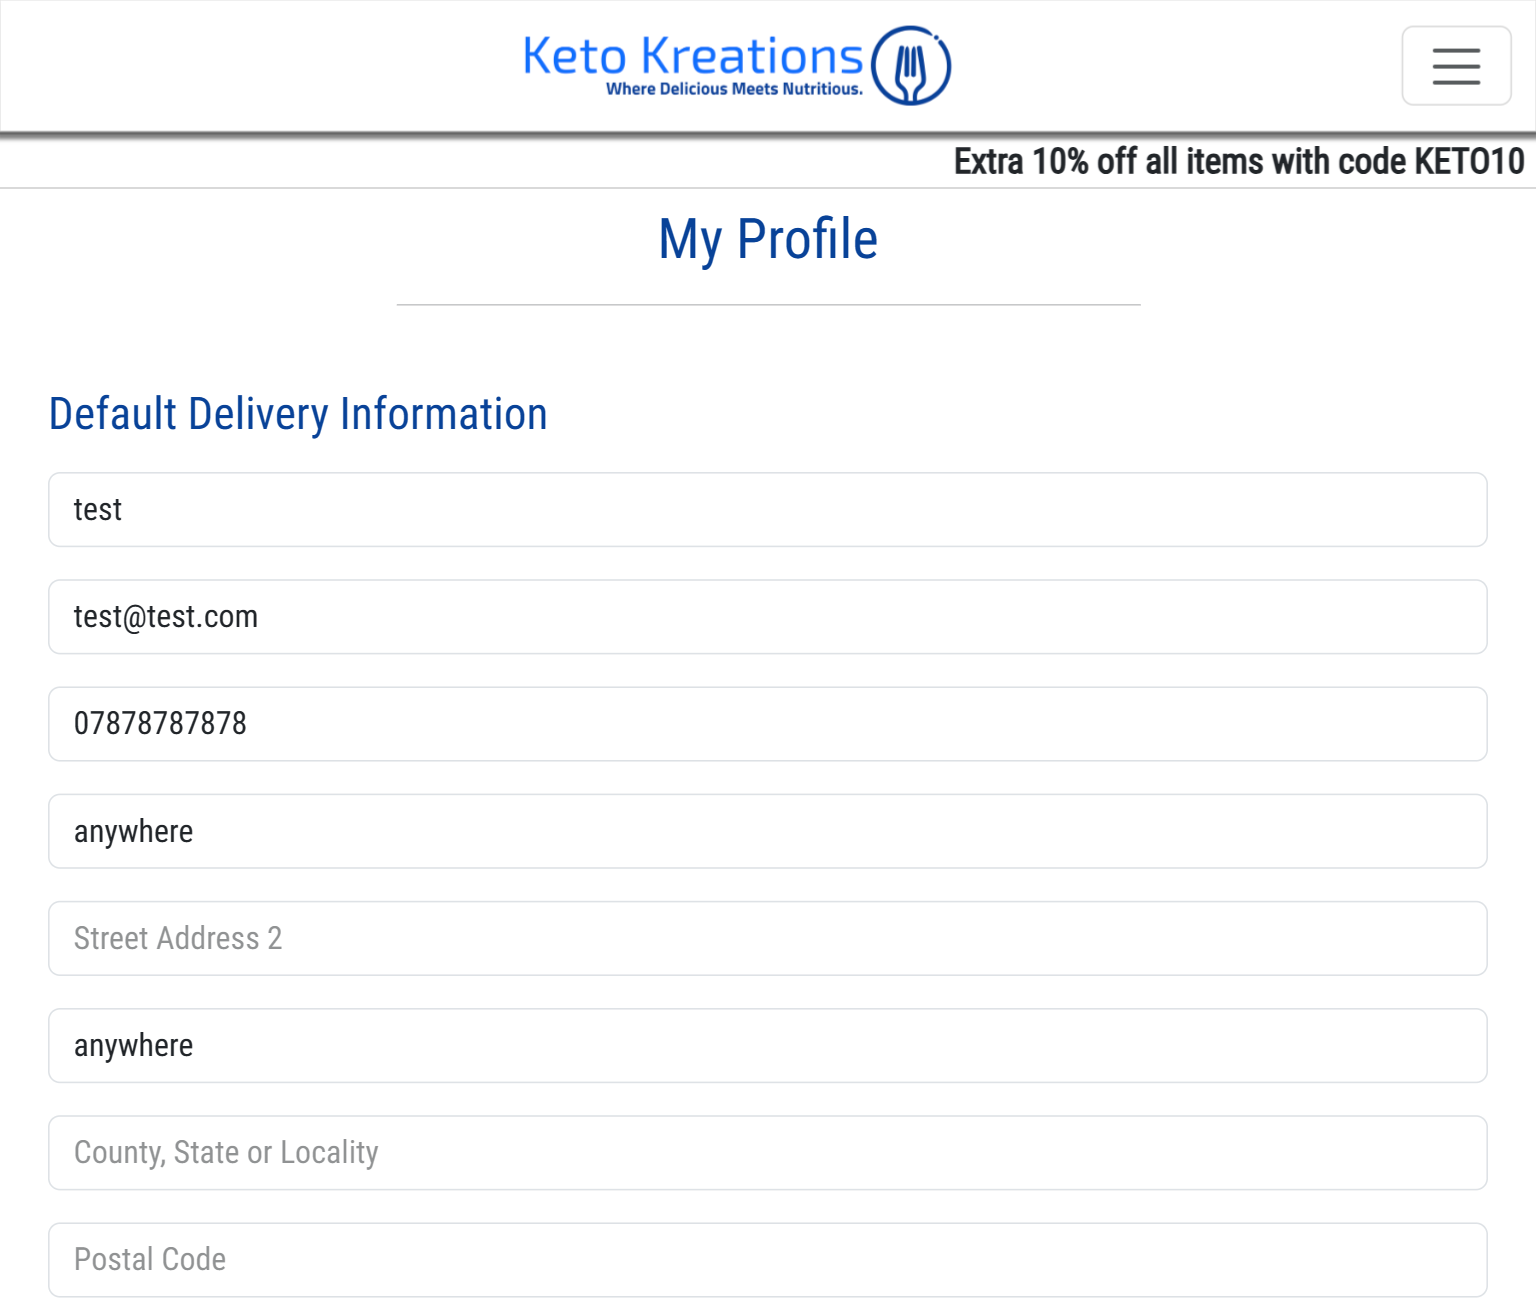 Keto Kreations
Where Delicious Meets Nutritious.
Extra 10% off all items with code KETO10
My Profile
Default Delivery Information
test
test@test.com
07878787878
anywhere
Street Address 2
anywhere
County, State or Locality
Postal Code